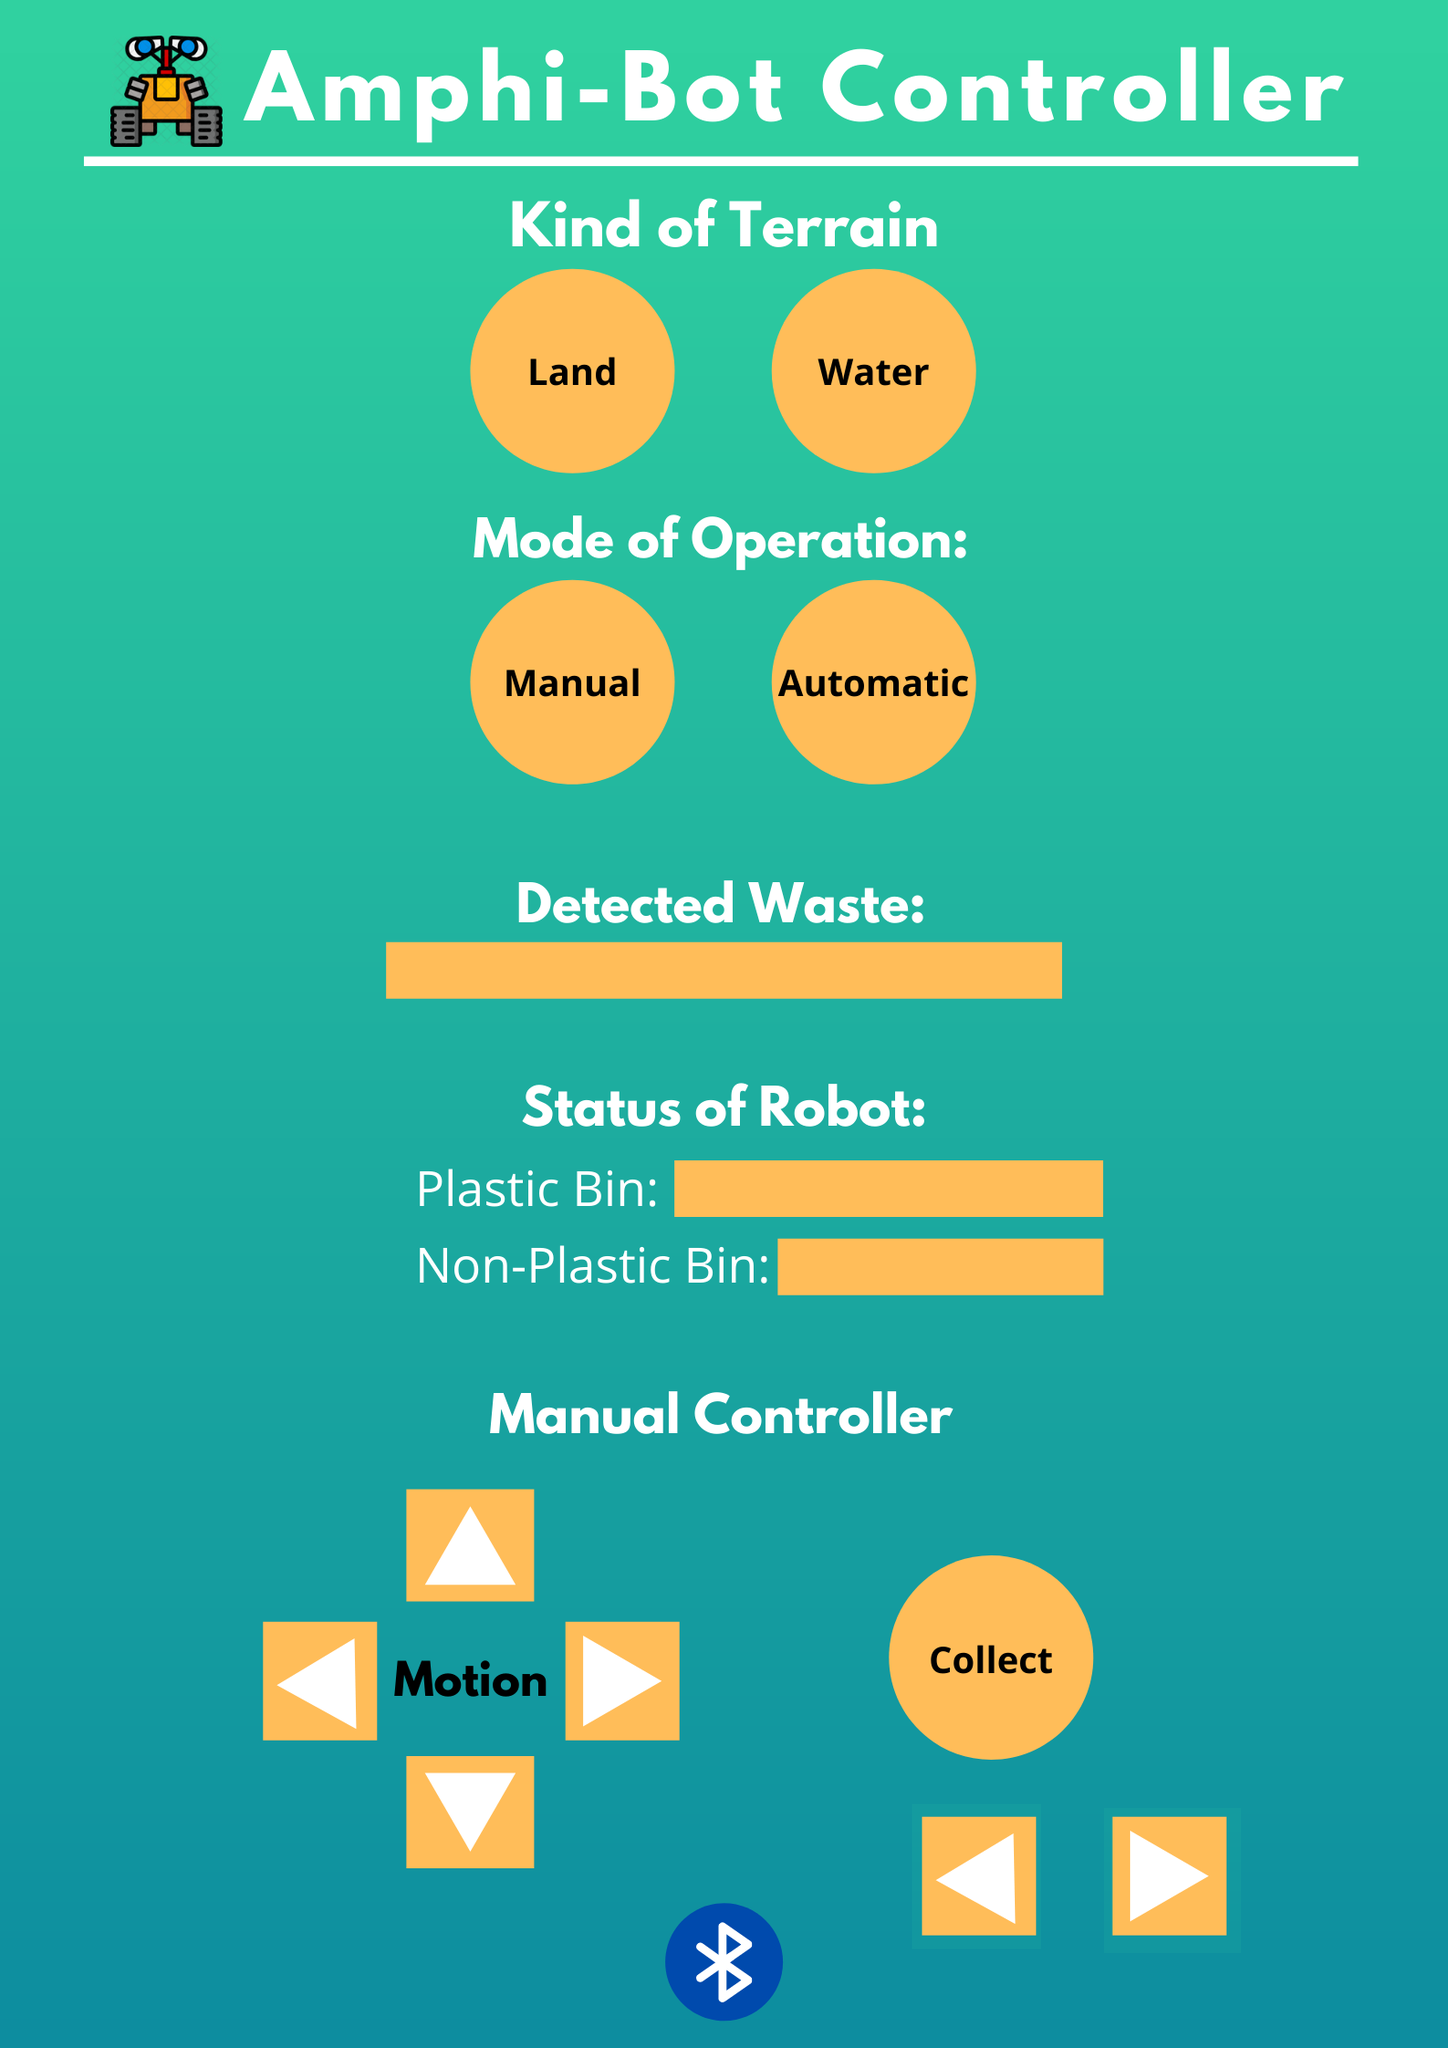 Amphi-Bot Controller
Kind of Terrain
Land
Water
Mode of Operation:
Manual
Automatic
Detected Waste:
Status of Robot:
Plastic Bin:
Non-Plastic Bin:
Manual Controller
Motion
Collect